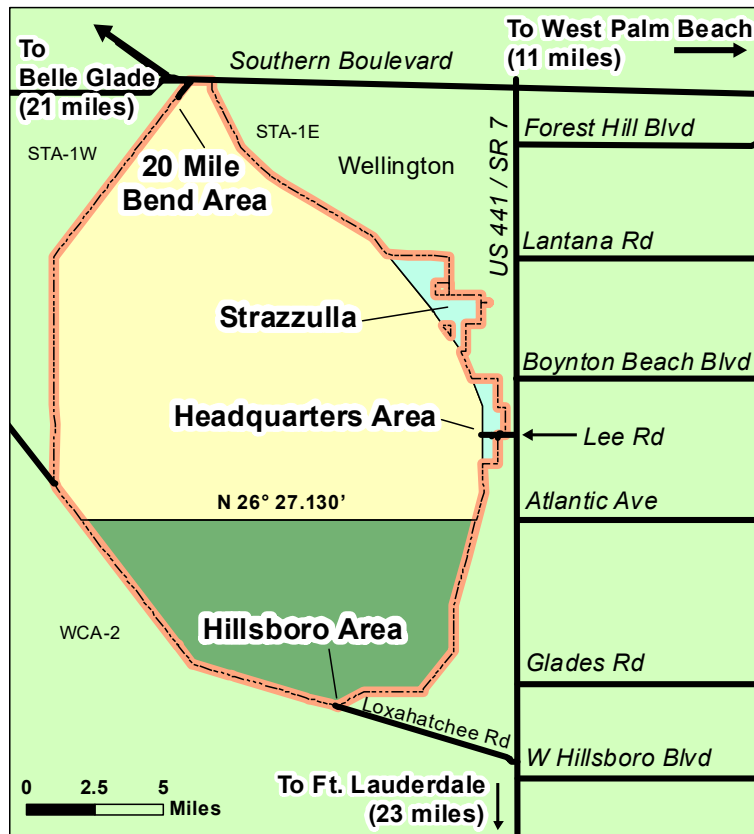 To
Belle Glade
(21 miles)
Southern Boulevard
To West Palm Beach
(11 miles)
STA-1W
STA-1E
20 Mile
Bend Area
Wellington
US 441 / SR 7
Forest Hill Blvd
Lantana Rd
Strazzulla
Boynton Beach Blvd
Headquarters Area
Lee Rd
N 26° 27.130’
Atlantic Ave
WCA-2
Hillsboro Area
Glades Rd
Loxahatchee Rd
W Hillsboro Blvd
0 2.5 5
Miles
To Ft. Lauderdale
(23 miles)